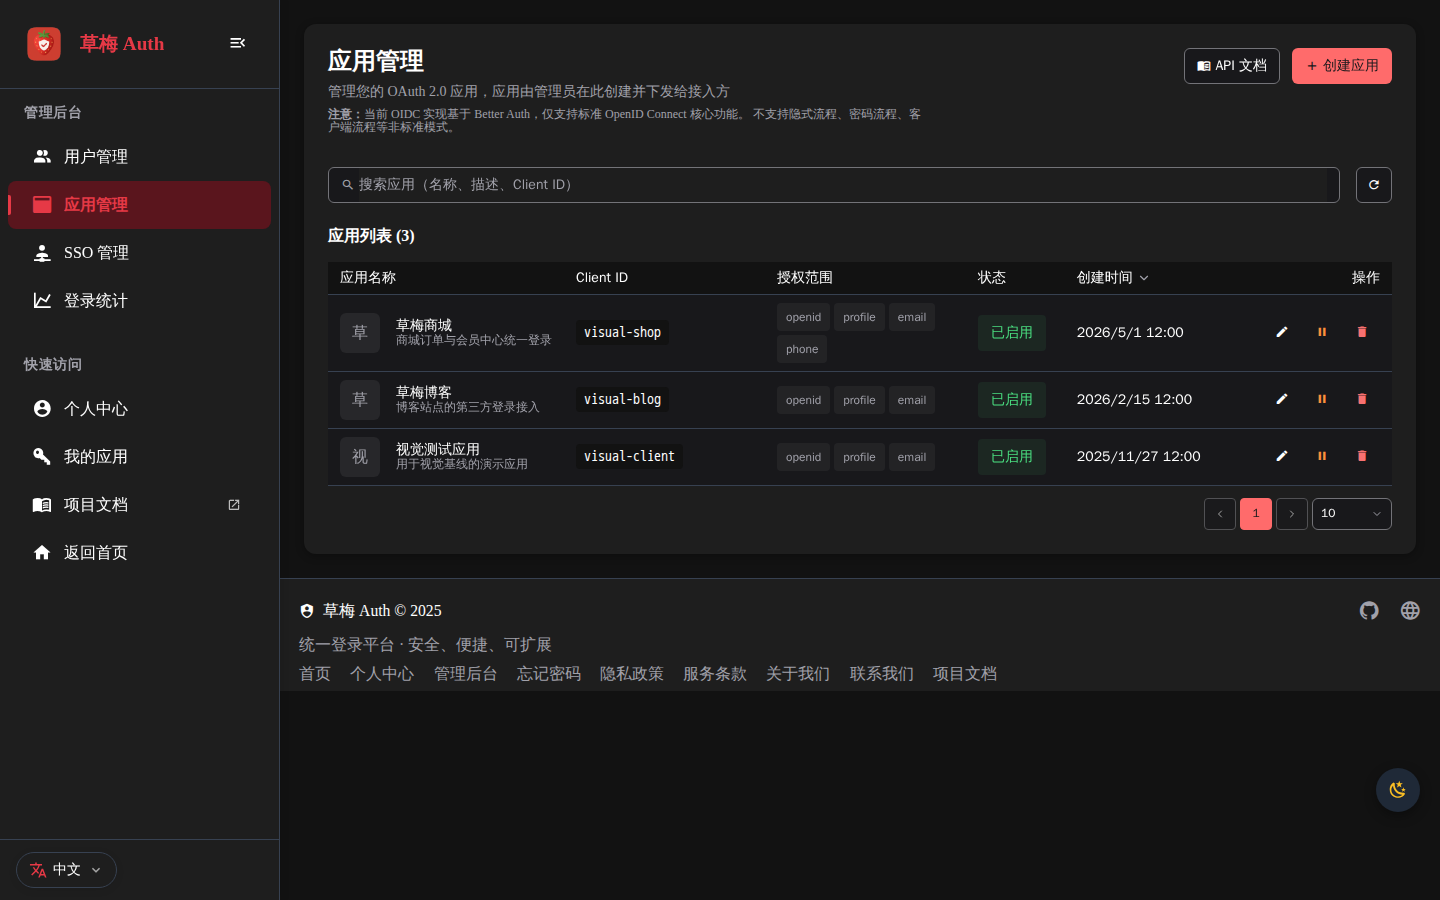 草梅 Auth
管理后台
用户管理
应用管理
SSO 管理
登录统计
快速访问
个人中心
我的应用
项目文档
返回首页
中文
应用管理
管理您的 OAuth 2.0 应用，应用由管理员在此创建并下发给接入方
注意：当前 OIDC 实现基于 Better Auth，仅支持标准 OpenID Connect 核心功能。 不支持隐式流程、密码流程、客
户端流程等非标准模式。
API 文档
创建应用
搜索应用（名称、描述、Client ID）
应用列表 (3)
应用名称 Client ID 授权范围 状态 创建时间 操作
草 草梅商城 商城订单与会员中心统一登录 visual-shop openid profile email phone 已启用 2026/5/1 12:00
草 草梅博客 博客站点的第三方登录接入 visual-blog openid profile email 已启用 2026/2/15 12:00
视 视觉测试应用 用于视觉基线的演示应用 visual-client openid profile email 已启用 2025/11/27 12:00
1 10
草梅 Auth © 2025
统一登录平台 · 安全、便捷、可扩展
首页 个人中心 管理后台 忘记密码 隐私政策 服务条款 关于我们 联系我们 项目文档